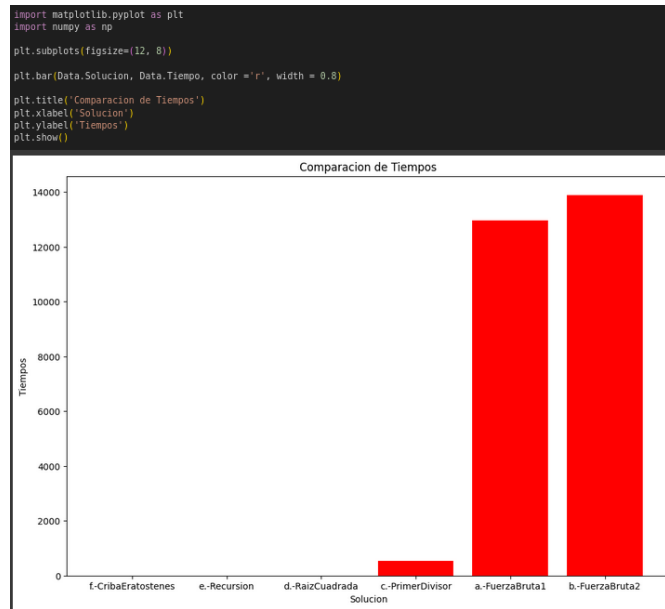 import matplotlib.pyplot as plt
import numpy as np
plt.subplots(figsize=(12, 8))
plt.bar(Data.Solucion, Data.Tiempo, color ='r', width = 0.8)
plt.title('Comparacion de Tiempos')
plt.xlabel('Solucion')
plt.ylabel('Tiempos')
plt.show()
Comparacion de Tiempos
14000
12000
10000
8000
6000
4000
2000
0
Tiempos
f.-CribaEratostenes e.-Recursion d.-RaizCuadrada c.-PrimerDivisor a.-FuerzaBruta1 b.-FuerzaBruta2
Solucion